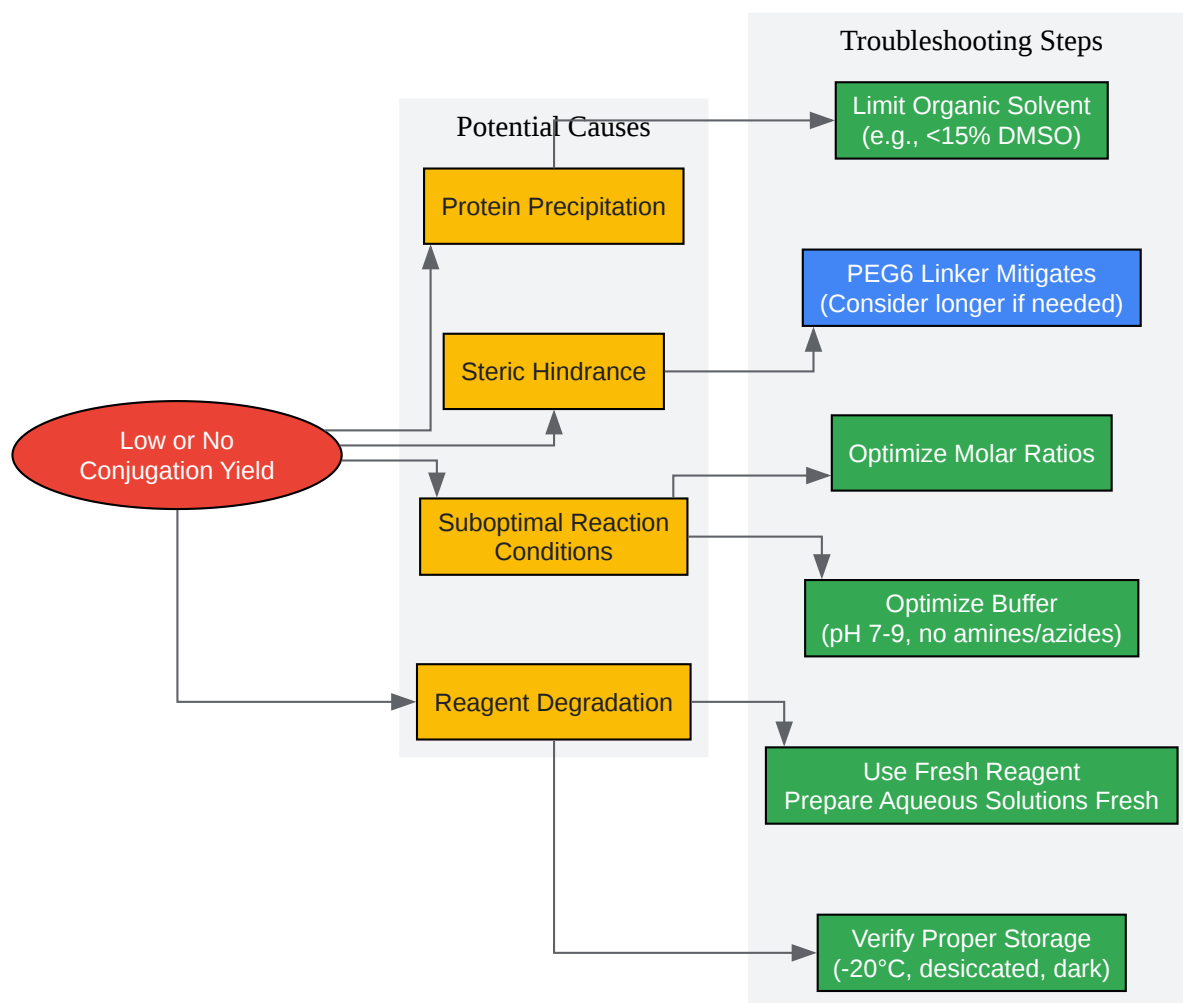 Troubleshooting Steps
Potential Causes
Limit Organic Solvent
(e.g., <15% DMSO)
Protein Precipitation
PEG6 Linker Mitigates
(Consider longer if needed)
Steric Hindrance
Low or No
Conjugation Yield
Optimize Molar Ratios
Suboptimal Reaction
Conditions
Optimize Buffer
(pH 7-9, no amines/azides)
Reagent Degradation
Use Fresh Reagent
Prepare Aqueous Solutions Fresh
Verify Proper Storage
(-20°C, desiccated, dark)